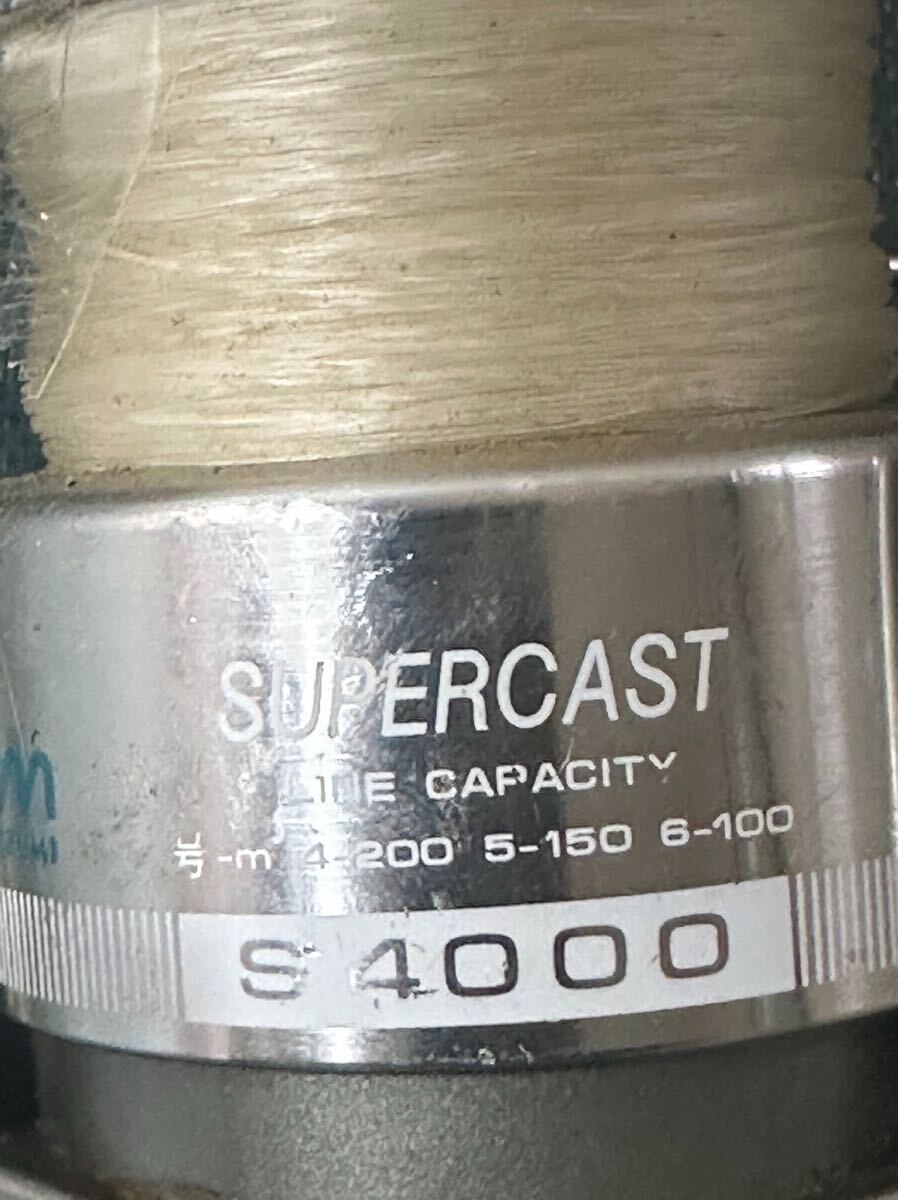 SUPERCAST
LINE CAPACITY
号-m 4-200 5-150 6-100
S4000